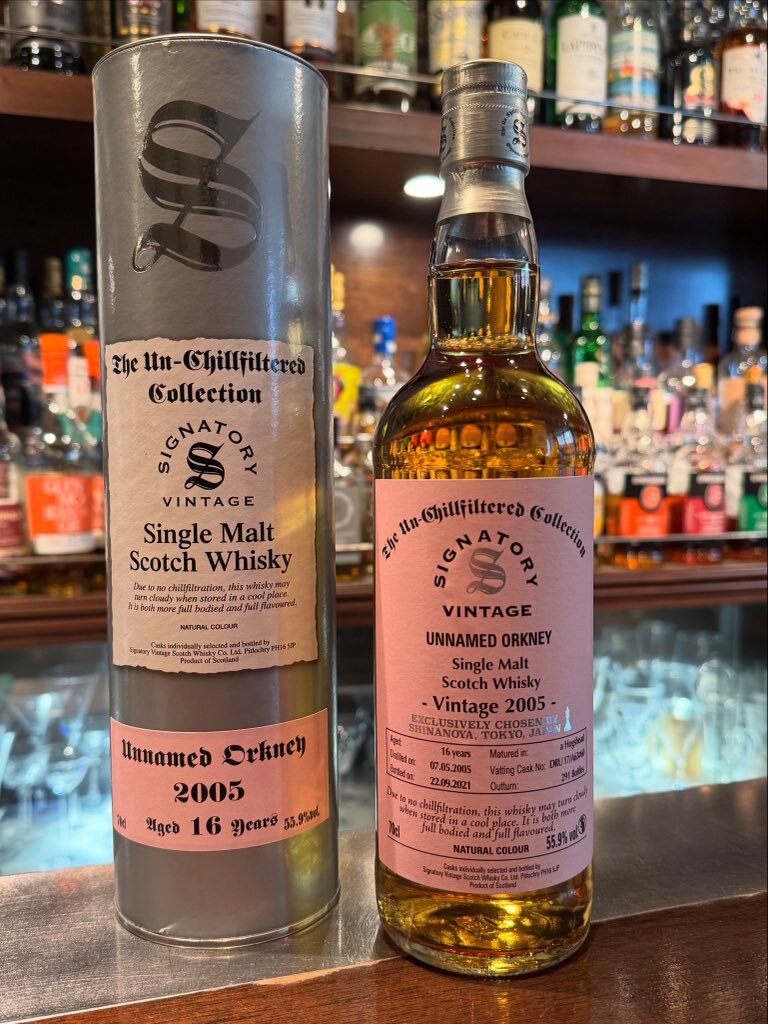 The Un-Chillfiltered
Collection
SIGNATORY
VINTAGE
Single Malt
Scotch Whisky
Due to no chillfiltration, this whisky may
turn cloudy when stored in a cool place.
It is both more full bodied and full flavoured.
NATURAL COLOUR
Casks individually selected and bottled by
Signatory Vintage Scotch Whisky Co. Ltd. Pitlochry PH16 5JP
Product of Scotland
Unnamed Orkney
2005
70cl Aged 16 Years 55.9%vol.
The Un-Chillfiltered Collection
SIGNATORY
VINTAGE
UNNAMED ORKNEY
Single Malt
Scotch Whisky
- Vintage 2005 -
EXCLUSIVELY CHOSEN BY
SHINANOYA, TOKYO, JAPAN
Aged: 16 years Matured in: a Hogshead
Distilled on: 07.05.2005 Vatting Cask No: DRU 17/A63
Bottled on: 22.09.2021 Outturn: 291 Bottles
Due to no chillfiltration, this whisky may turn cloudy
when stored in a cool place. It is both more
full bodied and full flavoured.
70cl NATURAL COLOUR 55.9% vol
Casks individually selected and bottled by
Signatory Vintage Scotch Whisky Co. Ltd. Pitlochry PH16 5JP
Product of Scotland